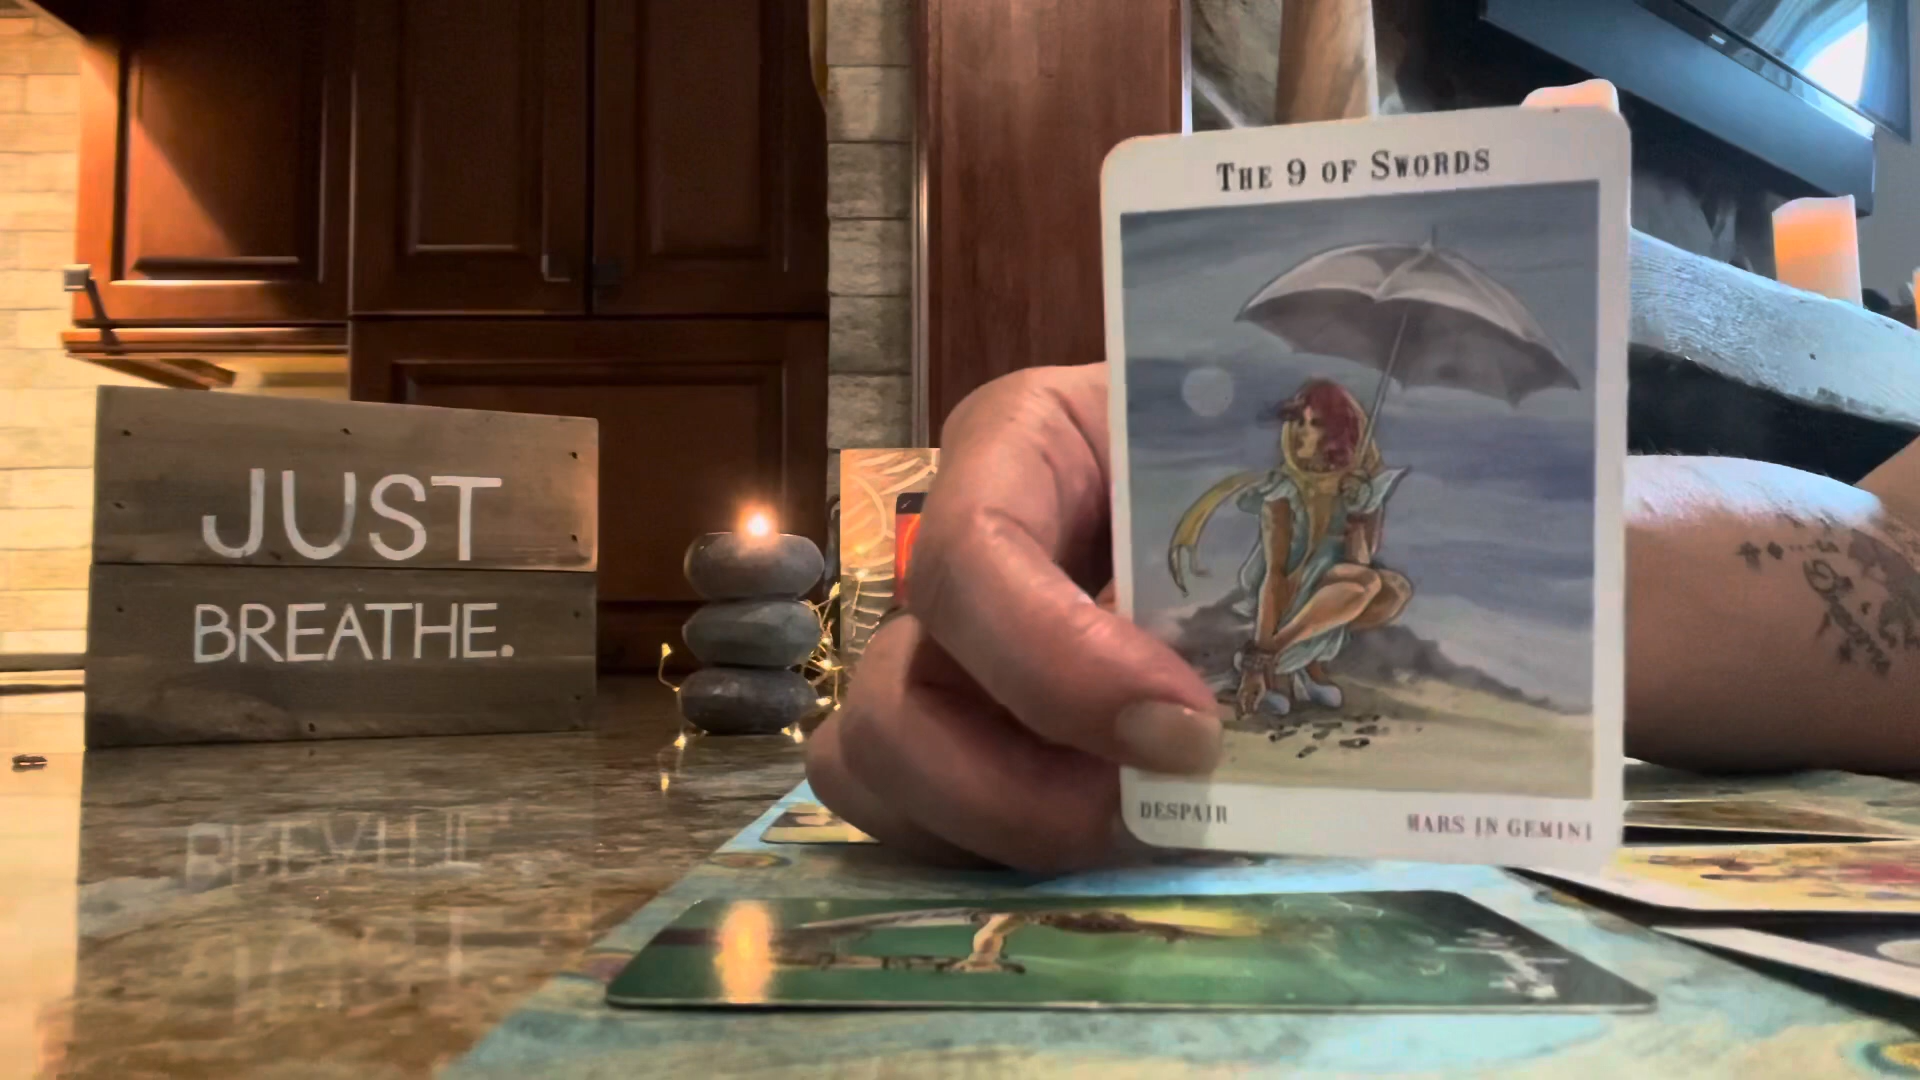 JUST
BREATHE.
THE 9 OF SWORDS
DESPAIR
MARS IN GEMINI